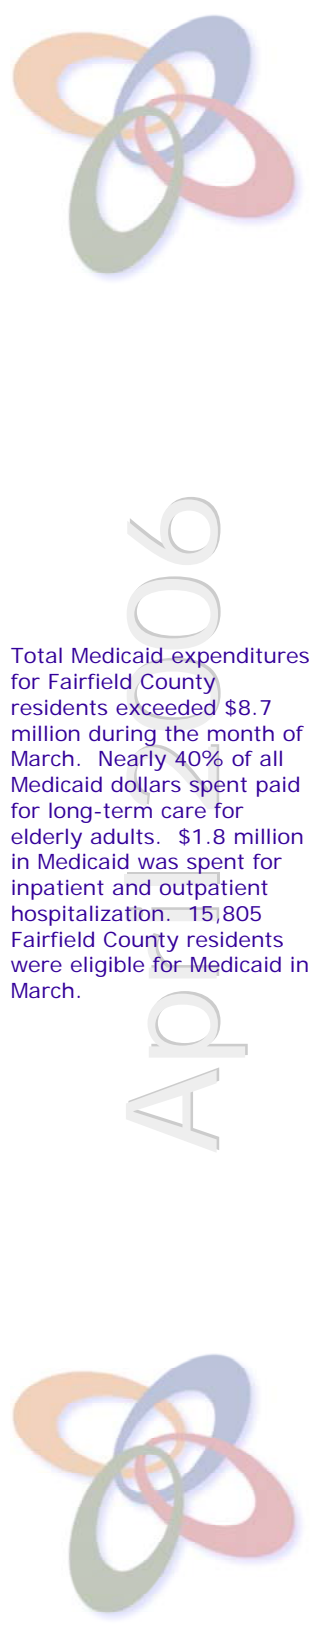 April 2006
Total Medicaid expenditures
for Fairfield County
residents exceeded $8.7
million during the month of
March.  Nearly 40% of all
Medicaid dollars spent paid
for long-term care for
elderly adults.  $1.8 million
in Medicaid was spent for
inpatient and outpatient
hospitalization.  15,805
Fairfield County residents
were eligible for Medicaid in
March.